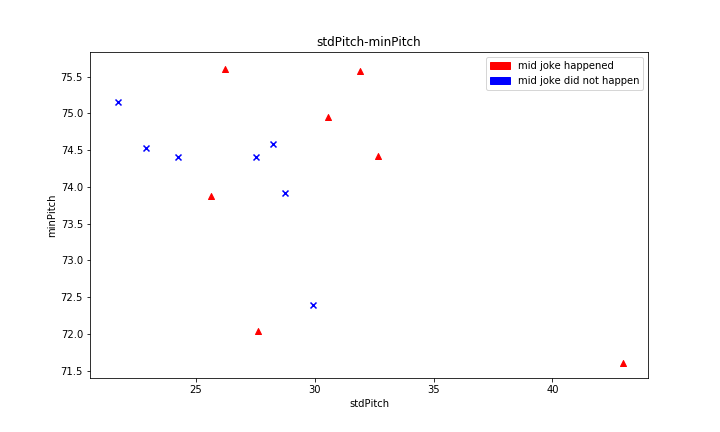 stdPitch-minPitch
mid joke happened
mid joke did not happen
75.5
75.0
74.5
74.0
73.5
73.0
72.5
72.0
71.5
minPitch
25 30 35 40
stdPitch